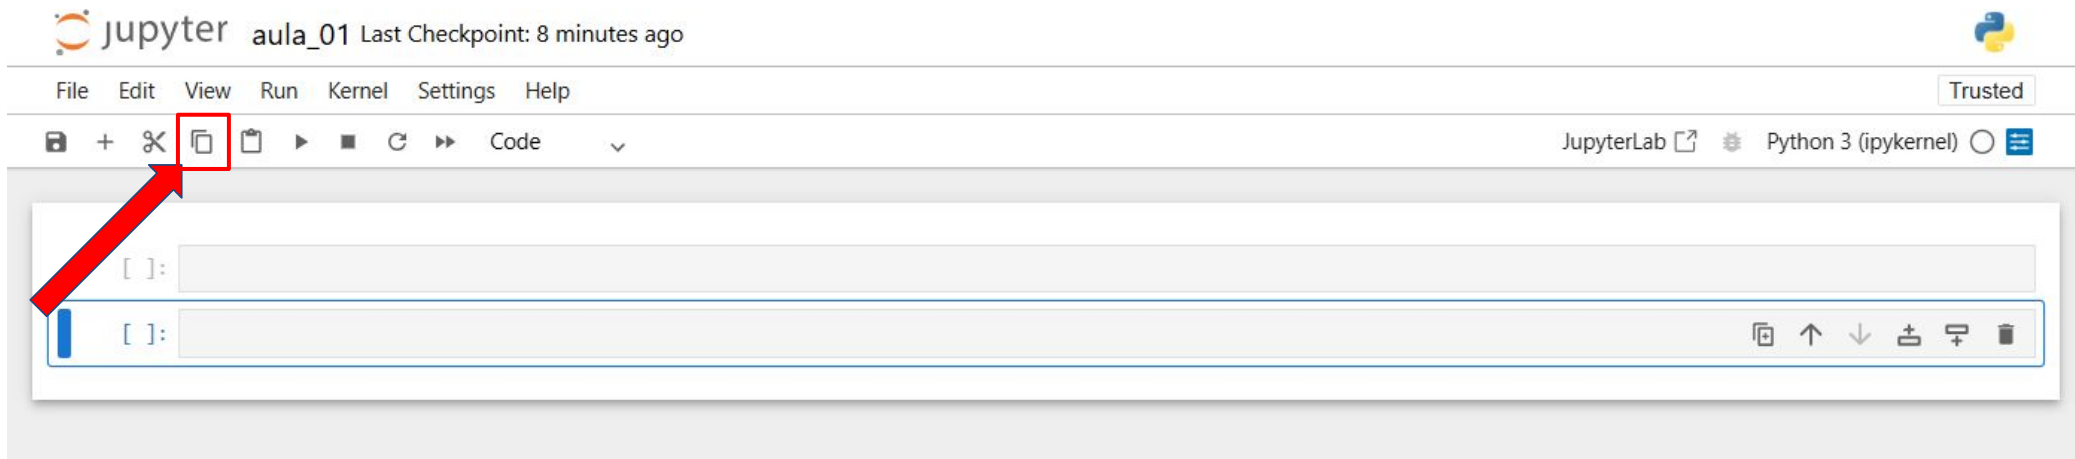 jupyter aula_01 Last Checkpoint: 8 minutes ago
File Edit View Run Kernel Settings Help Trusted
Code JupyterLab Python 3 (ipykernel)
[ ]:
[ ]: